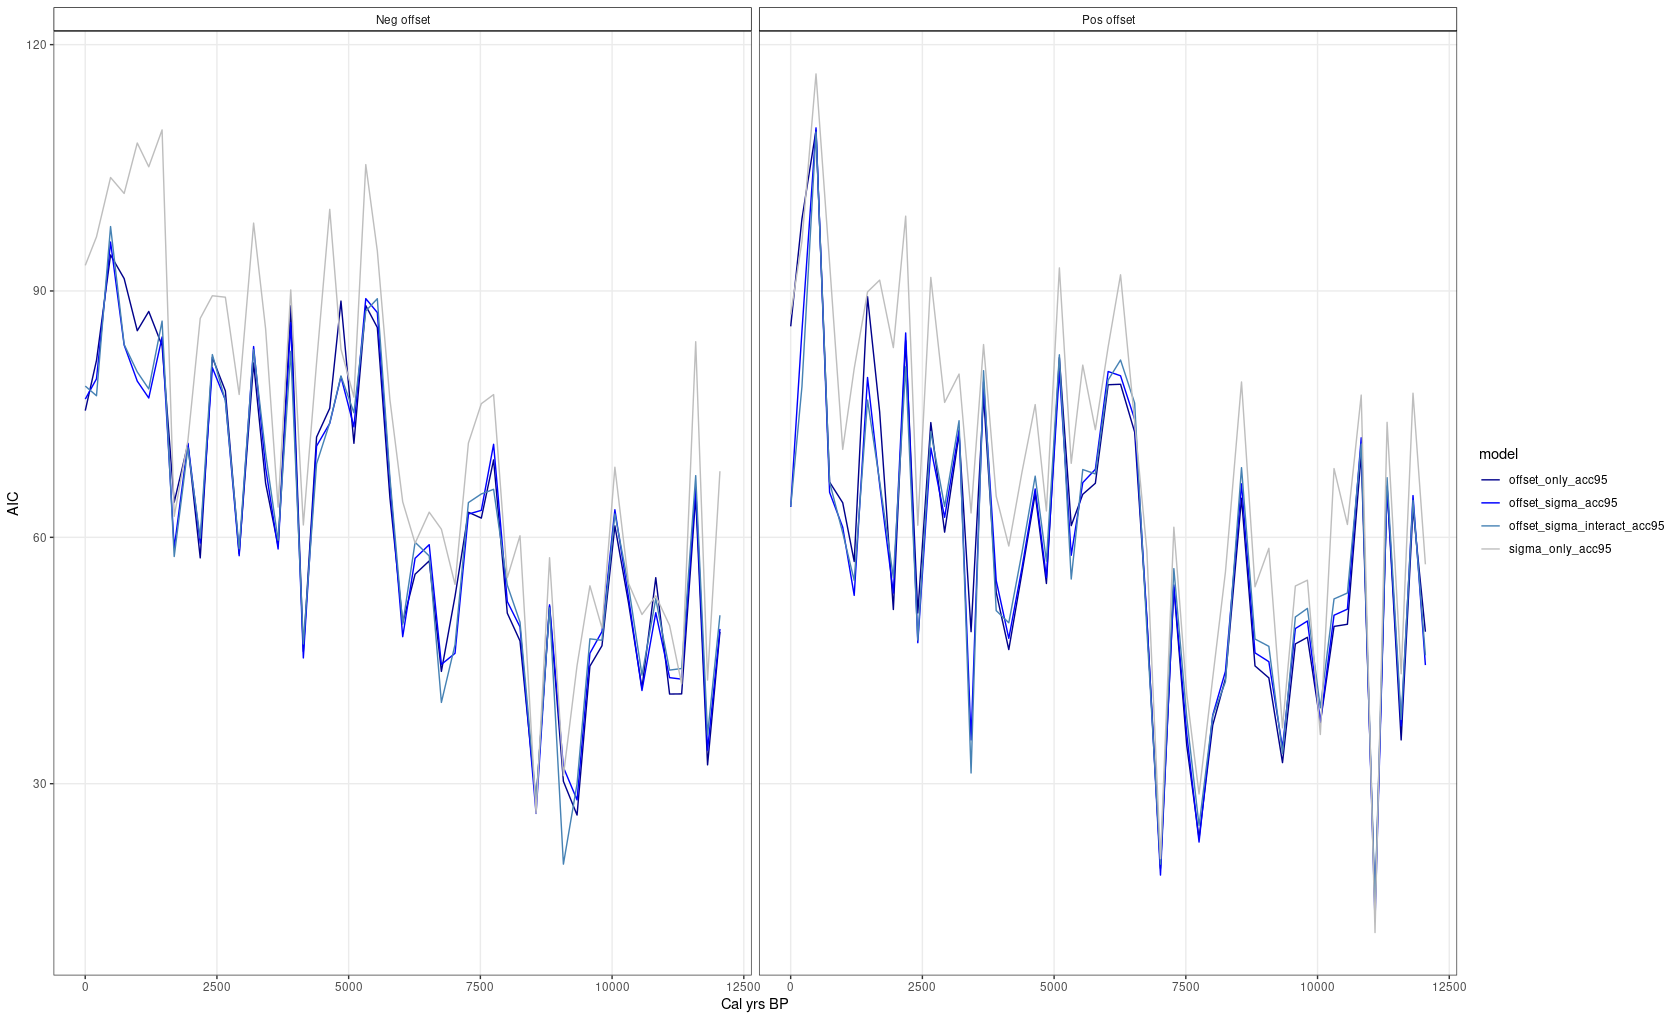 Neg offset
Pos offset
120
90
60
30
AIC
0
2500
5000
7500
10000
12500
0
2500
5000
7500
10000
12500
Cal yrs BP
model
offset_only_acc95
offset_sigma_acc95
offset_sigma_interact_acc95
sigma_only_acc95